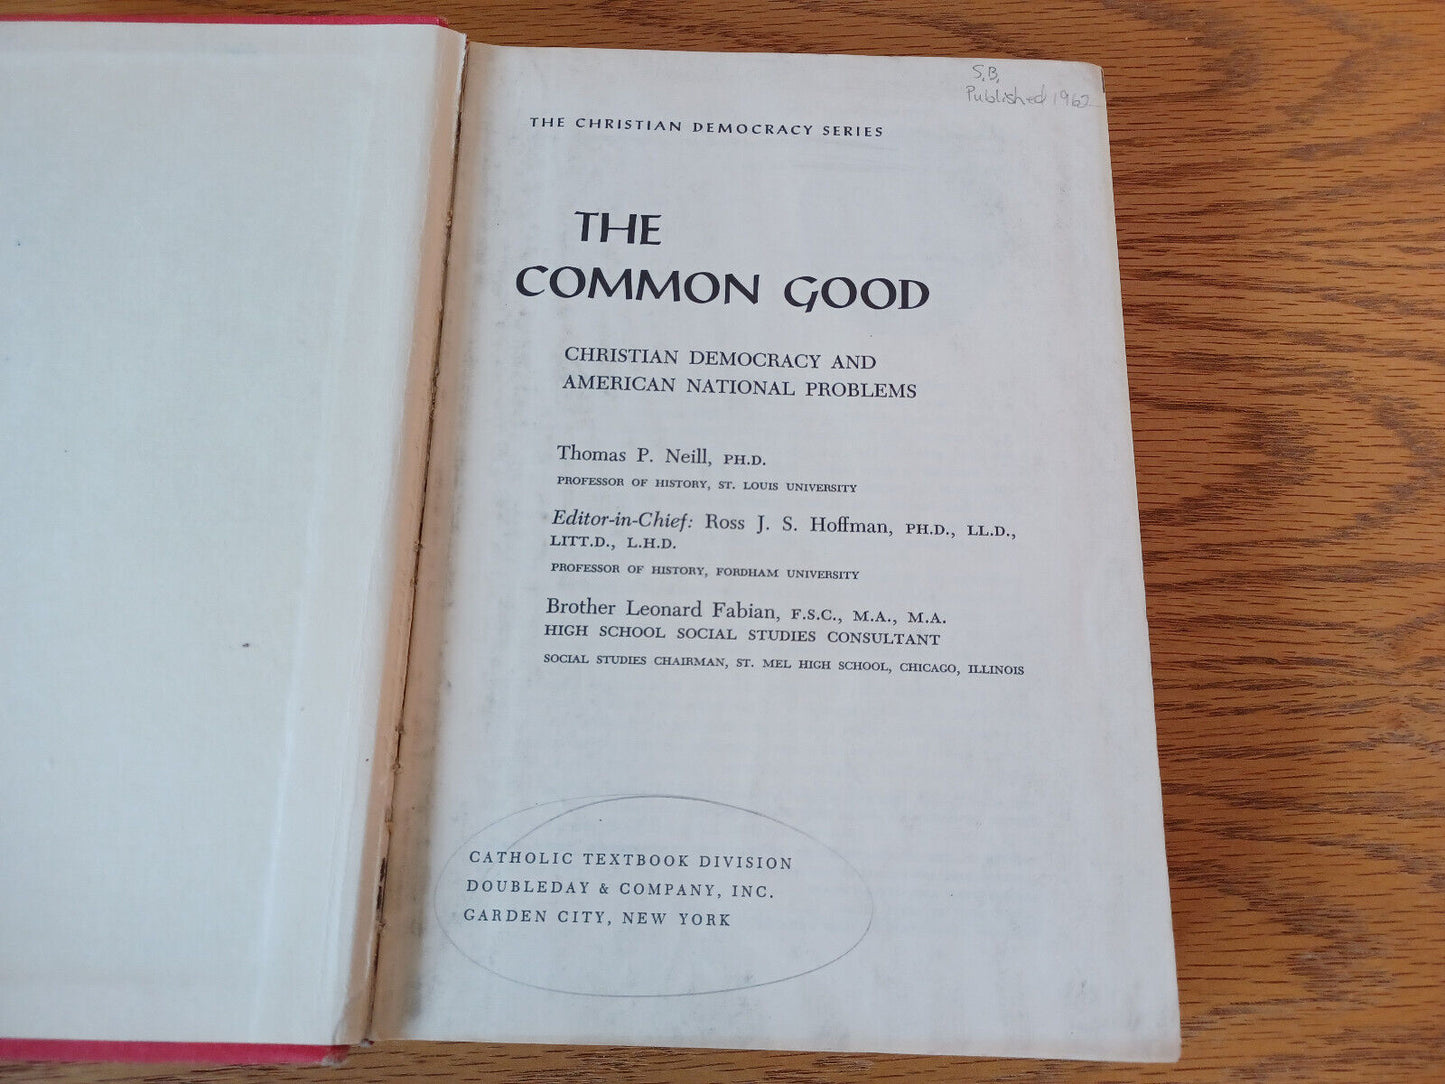 S.B.
Published 1962
THE CHRISTIAN DEMOCRACY SERIES
THE
COMMON GOOD
CHRISTIAN DEMOCRACY AND
AMERICAN NATIONAL PROBLEMS
Thomas P. Neill, PH.D.
PROFESSOR OF HISTORY, ST. LOUIS UNIVERSITY
Editor-in-Chief: Ross J. S. Hoffman, PH.D., LL.D.,
LITT.D., L.H.D.
PROFESSOR OF HISTORY, FORDHAM UNIVERSITY
Brother Leonard Fabian, F.S.C., M.A., M.A.
HIGH SCHOOL SOCIAL STUDIES CONSULTANT
SOCIAL STUDIES CHAIRMAN, ST. MEL HIGH SCHOOL, CHICAGO, ILLINOIS
CATHOLIC TEXTBOOK DIVISION
DOUBLEDAY & COMPANY, INC.
GARDEN CITY, NEW YORK